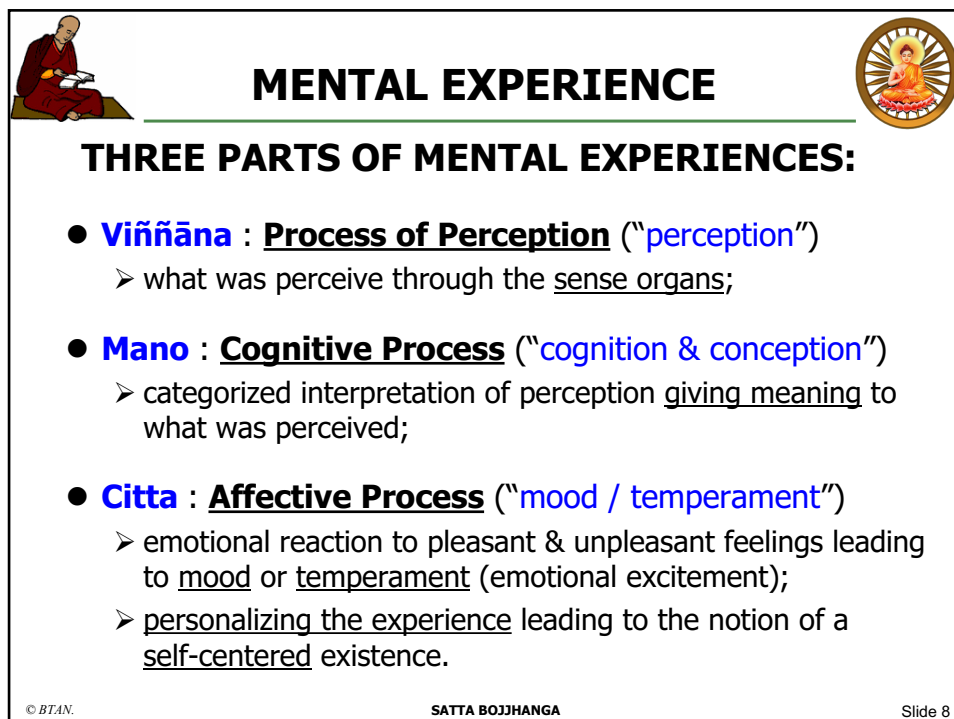 MENTAL EXPERIENCE
THREE PARTS OF MENTAL EXPERIENCES:
● Viññāna : Process of Perception (“perception”)
➢ what was perceive through the sense organs;
● Mano : Cognitive Process (“cognition & conception”)
➢ categorized interpretation of perception giving meaning to
what was perceived;
● Citta : Affective Process (“mood / temperament”)
➢ emotional reaction to pleasant & unpleasant feelings leading
to mood or temperament (emotional excitement);
➢ personalizing the experience leading to the notion of a
self-centered existence.
© BTAN. SATTA BOJJHANGA Slide 8